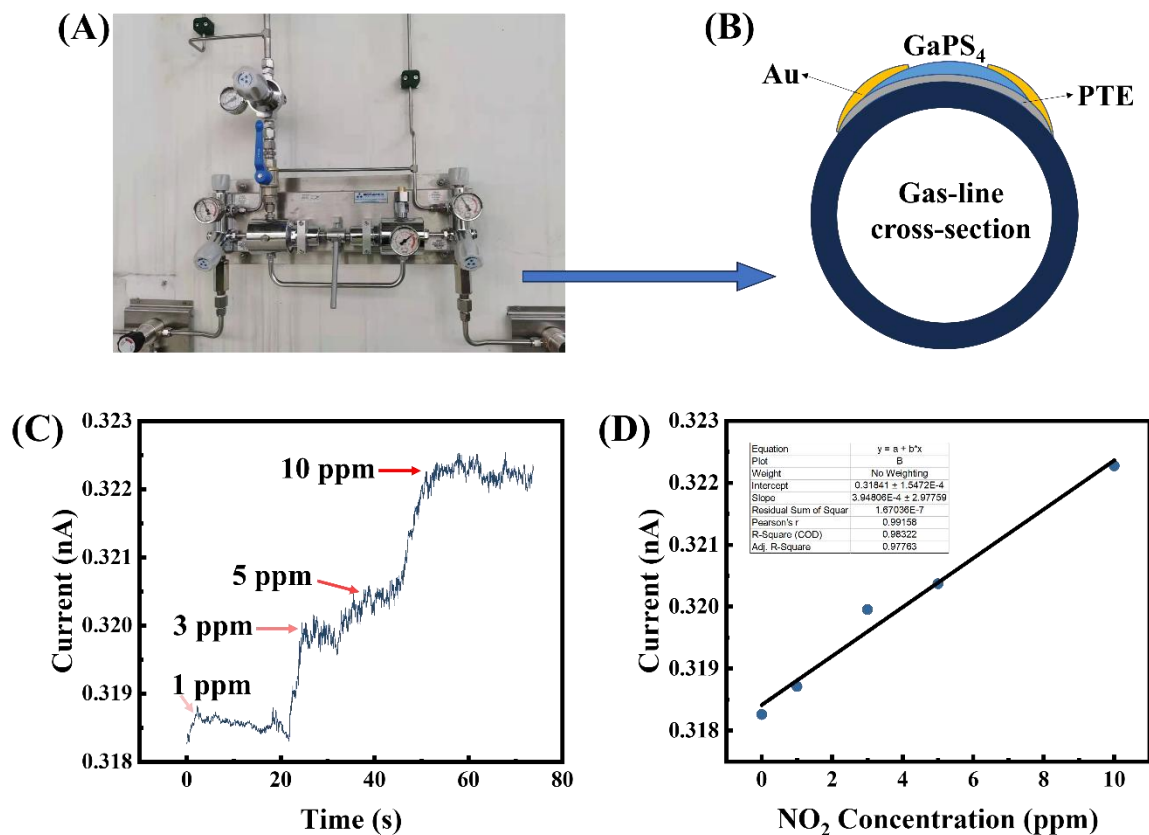 (A)
(B)
GaPS4
Au
PTE
Gas-line
cross-section
(C)
0.323
0.322
0.321
0.320
0.319
0.318
Current (nA)
10 ppm
5 ppm
3 ppm
1 ppm
0 20 40 60 80
Time (s)
(D)
0.323
0.322
0.321
0.320
0.319
0.318
Current (nA)
Equation y = a + b*x
Plot B
Weight No Weighting
Intercept 0.31841 ± 1.5472E-4
Slope 3.94806E-4 ± 2.97759
Residual Sum of Squar 1.67036E-7
Pearson's r 0.99158
R-Square (COD) 0.98322
Adj. R-Square 0.97763
0 2 4 6 8 10
NO2 Concentration (ppm)